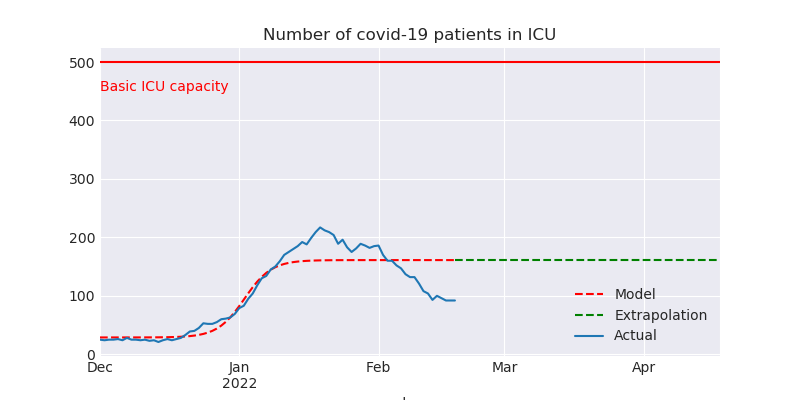 Number of covid-19 patients in ICU
500
Basic ICU capacity
400
300
200
100
0
Model
Extrapolation
Actual
Dec Jan Feb Mar Apr
2022